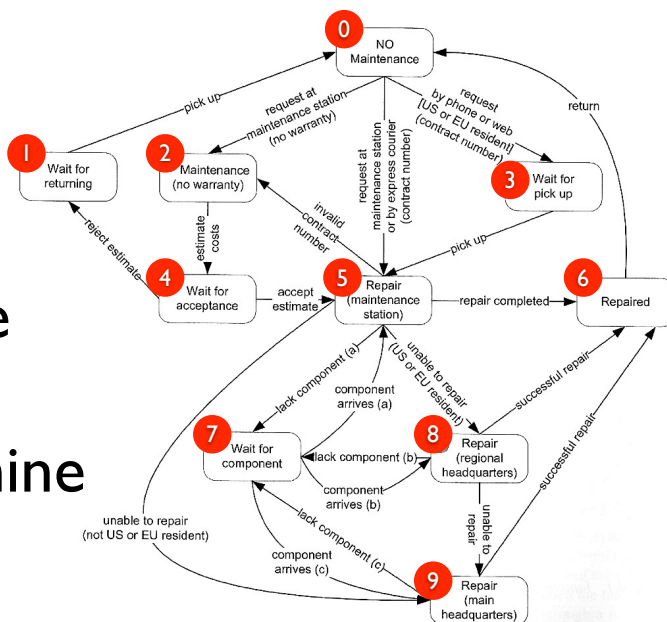 0
NO
Maintenance
pick up
request at
maintenance station
(no warranty)
request
by phone or web
[US or EU resident]
(contract number)
return
1
Wait for
returning
2
Maintenance
(no warranty)
request at
maintenance station
or by express courier
(contract number)
3
Wait for
pick up
invalid
contract
number
estimate
costs
reject estimate
pick up
4
Wait for
acceptance
accept
estimate
5
Repair
(maintenance
station)
repair completed
6
Repaired
lack component (a)
component
arrives (a)
unable to repair
(US or EU resident)
successful repair
7
Wait for
component
lack component (b)
component
arrives (b)
8
Repair
(regional
headquarters)
successful repair
unable to repair
(not US or EU resident)
lack component (c)
component
arrives (c)
unable to
repair
9
Repair
(main
headquarters)